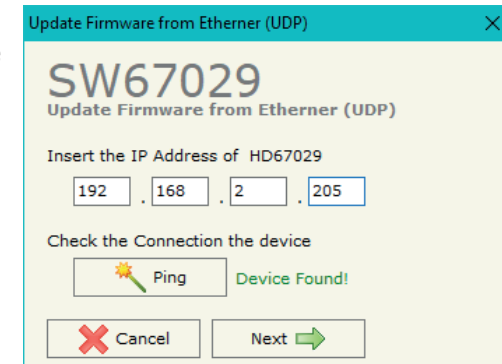 Update Firmware from Etherner (UDP)
SW67029
Update Firmware from Etherner (UDP)
Insert the IP Address of HD67029
192 . 168 . 2 . 205
Check the Connection the device
Ping Device Found!
Cancel Next